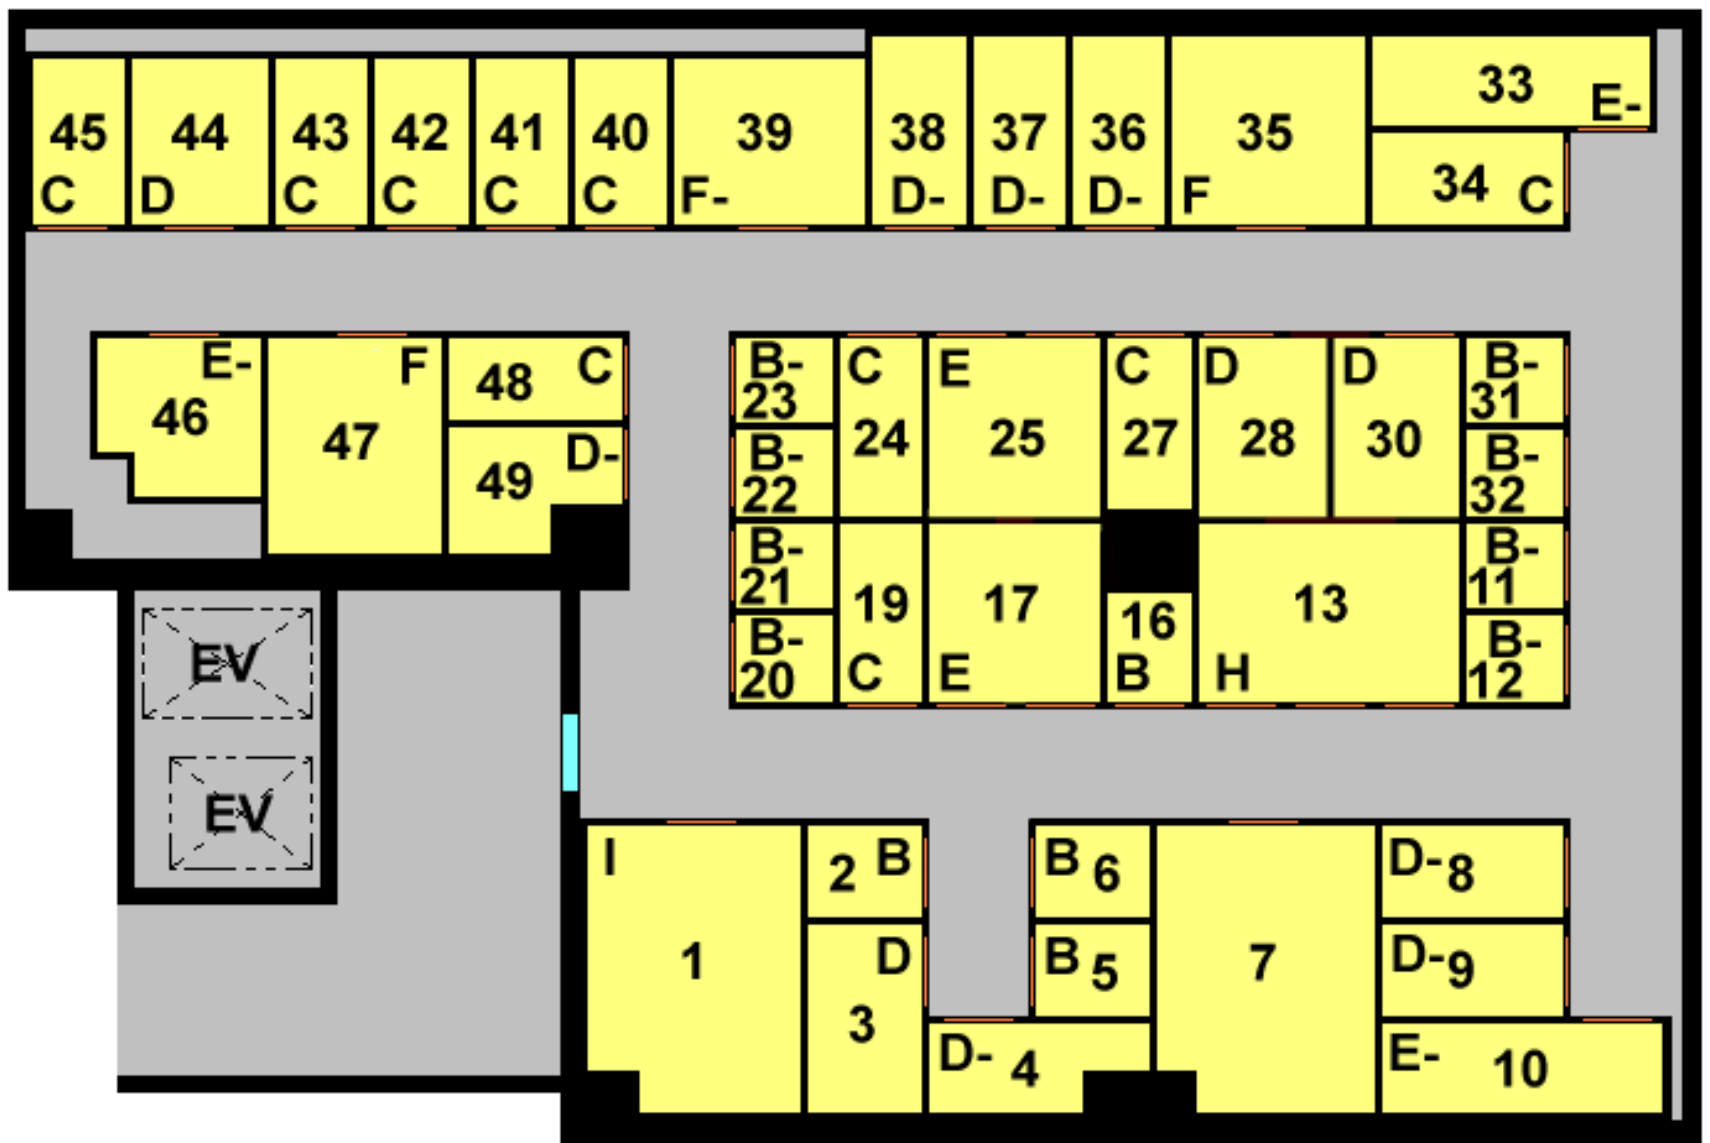 45 44 43 42 41 40 39 38 37 36 35
C D C C C C F- D- D- D- F
33
E-
34 C
E-
46
F
47
48 C
D-
49
B-
23
C
24
E
25
C
27
D
28
D
30
B-
31
B-
22
B-
32
B-
21
19
C
17
E
16
B
13
H
B-
11
B-
20
B-
12
EV
EV
I
1
2 B
D
3
D- 4
B 6
B 5
7
D- 8
D- 9
E- 10